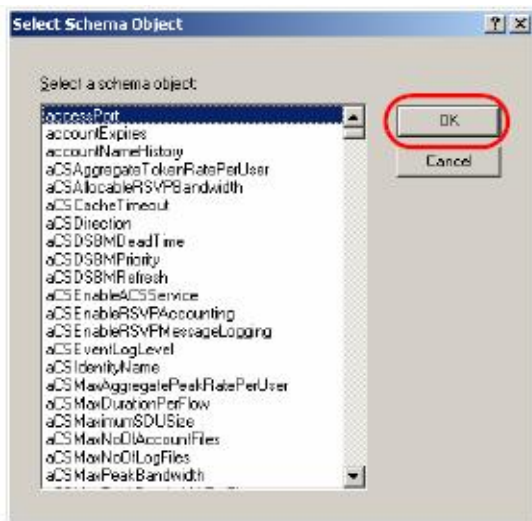 Select Schema Object
Select a schema object:
accessPort
accountExpires
accountNameHistory
aCSAggregateTokenRatePerUser
aCSAllocableRSVPBandwidth
aCSCacheTimeout
aCSDirection
aCSDSBMDeadTime
aCSDSBMPriority
aCSDSBMRefresh
aCSEnableACSService
aCSEnableRSVPAccounting
aCSEnableRSVPMessageLogging
aCSEventLogLevel
aCSIdentityName
aCSMaxAggregatePeakRatePerUser
aCSMaxDurationPerFlow
aCSMaximumSDUSize
aCSMaxNoOfAccountFiles
aCSMaxNoOfLogFiles
aCSMaxPeakBandwidth
OK
Cancel